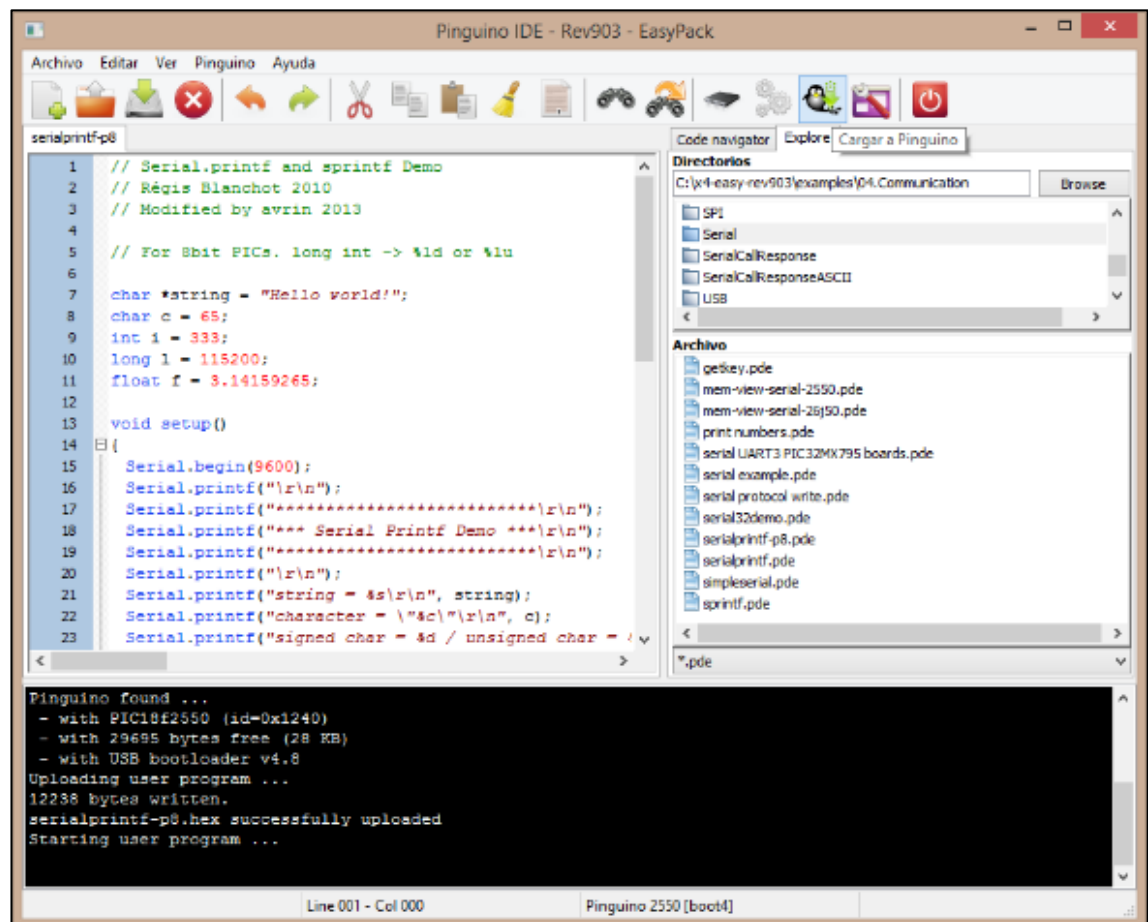 Pinguino IDE - Rev903 - EasyPack
Archivo Editar Ver Pinguino Ayuda
serialprintf-p8
1 // Serial.printf and sprintf Demo
2 // Régis Blanchot 2010
3 // Modified by avrin 2013
4
5 // For 8bit PICs. long int -> %ld or %lu
6
7 char *string = "Hello world!";
8 char c = 65;
9 int i = 333;
10 long l = 115200;
11 float f = 3.14159265;
12
13 void setup()
14 {
15 Serial.begin(9600);
16 Serial.printf("\r\n");
17 Serial.printf("**************************\r\n");
18 Serial.printf("*** Serial Printf Demo ***\r\n");
19 Serial.printf("**************************\r\n");
20 Serial.printf("\r\n");
21 Serial.printf("string = %s\r\n", string);
22 Serial.printf("character = \"%c\"\r\n", c);
23 Serial.printf("signed char = %d / unsigned char =
Code navigator Explore Cargar a Pinguino
Directorios
C:\x4-easy-rev903\examples\04.Communication Browse
SPI
Serial
SerialCallResponse
SerialCallResponseASCII
USB
Archivo
getkey.pde
mem-view-serial-2550.pde
mem-view-serial-26j50.pde
print numbers.pde
serial UART3 PIC32MX795 boards.pde
serial example.pde
serial protocol write.pde
serial32demo.pde
serialprintf-p8.pde
serialprintf.pde
simpleserial.pde
sprintf.pde
*.pde
Pinguino found ...
- with PIC18f2550 (id=0x1240)
- with 29695 bytes free (28 KB)
- with USB bootloader v4.8
Uploading user program ...
12238 bytes written.
serialprintf-p8.hex successfully uploaded
Starting user program ...
Line 001 - Col 000 Pinguino 2550 [boot4]